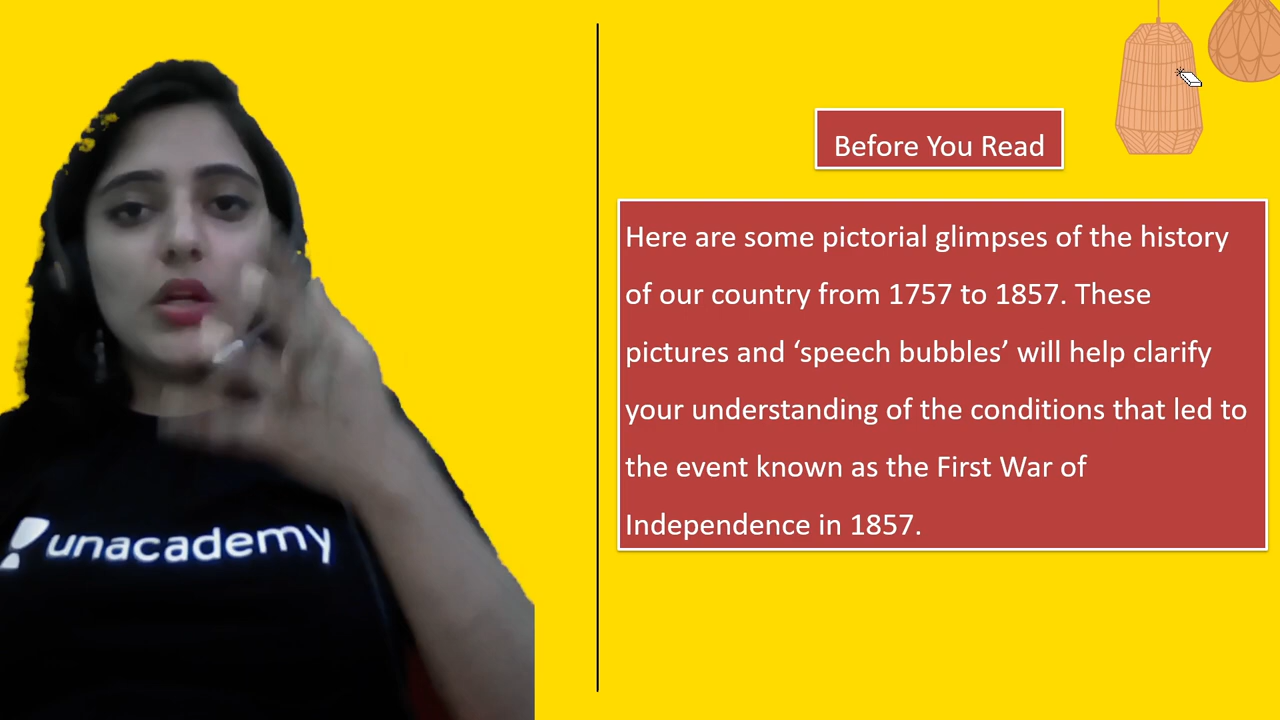 Before You Read
Here are some pictorial glimpses of the history
of our country from 1757 to 1857. These
pictures and ‘speech bubbles’ will help clarify
your understanding of the conditions that led to
the event known as the First War of
Independence in 1857.
unacademy